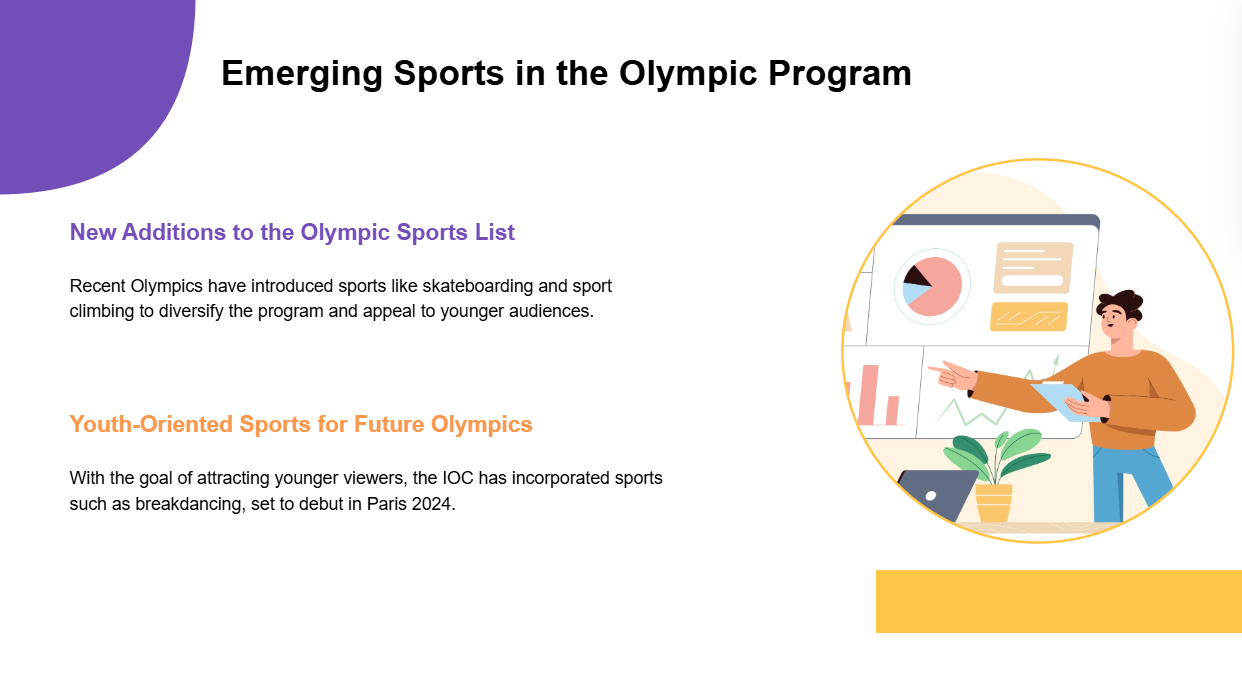 Emerging Sports in the Olympic Program
New Additions to the Olympic Sports List
Recent Olympics have introduced sports like skateboarding and sport
climbing to diversify the program and appeal to younger audiences.
Youth-Oriented Sports for Future Olympics
With the goal of attracting younger viewers, the IOC has incorporated sports
such as breakdancing, set to debut in Paris 2024.